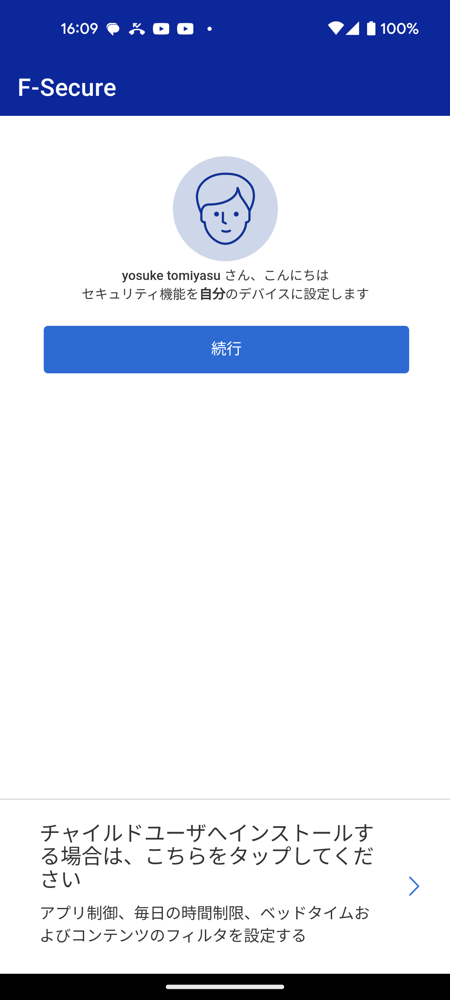 16:09
100%
F-Secure
yosuke tomiyasu さん、こんにちは
セキュリティ機能を自分のデバイスに設定します
続行
チャイルドユーザへインストールす
る場合は、こちらをタップしてくだ
さい
アプリ制御、毎日の時間制限、ベッドタイムお
よびコンテンツのフィルタを設定する